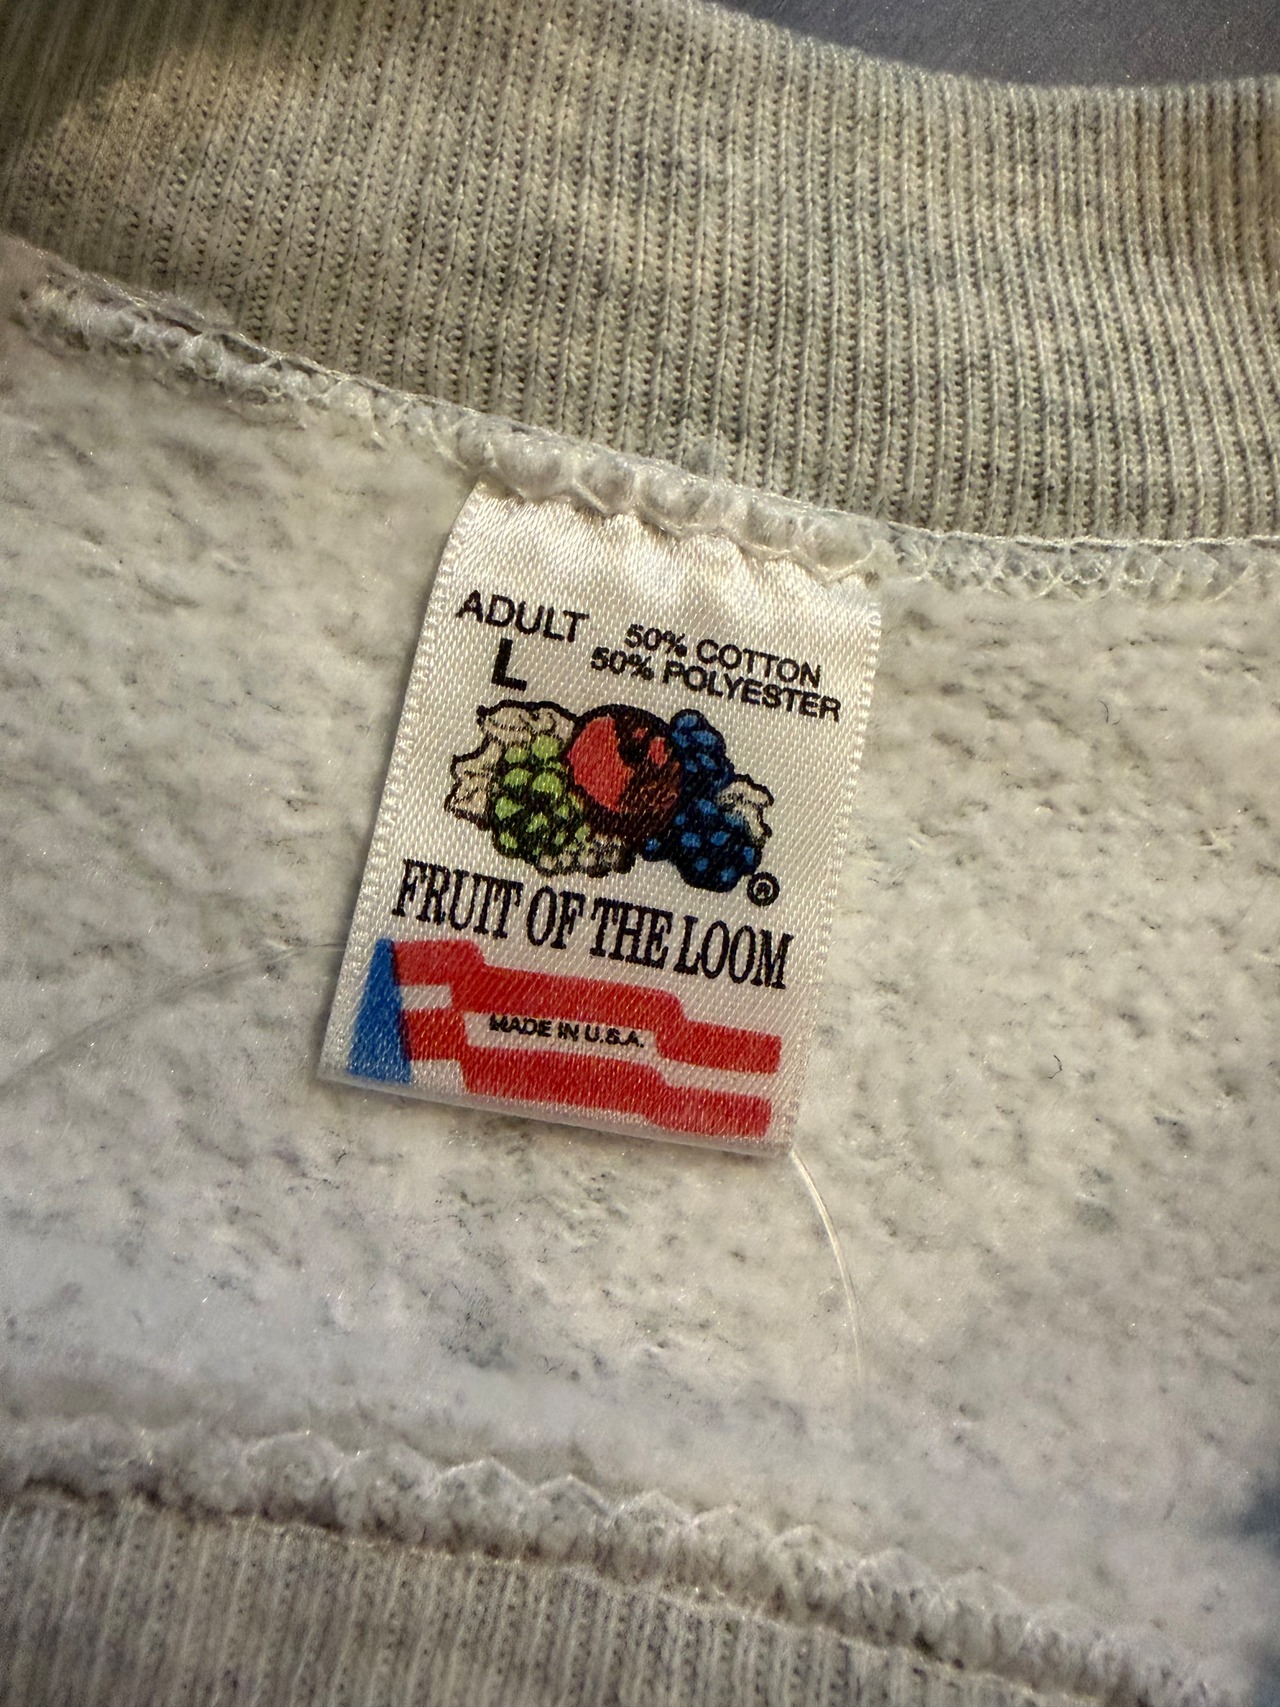 ADULT
L
50% COTTON
50% POLYESTER
®
FRUIT OF THE LOOM
MADE IN U.S.A.